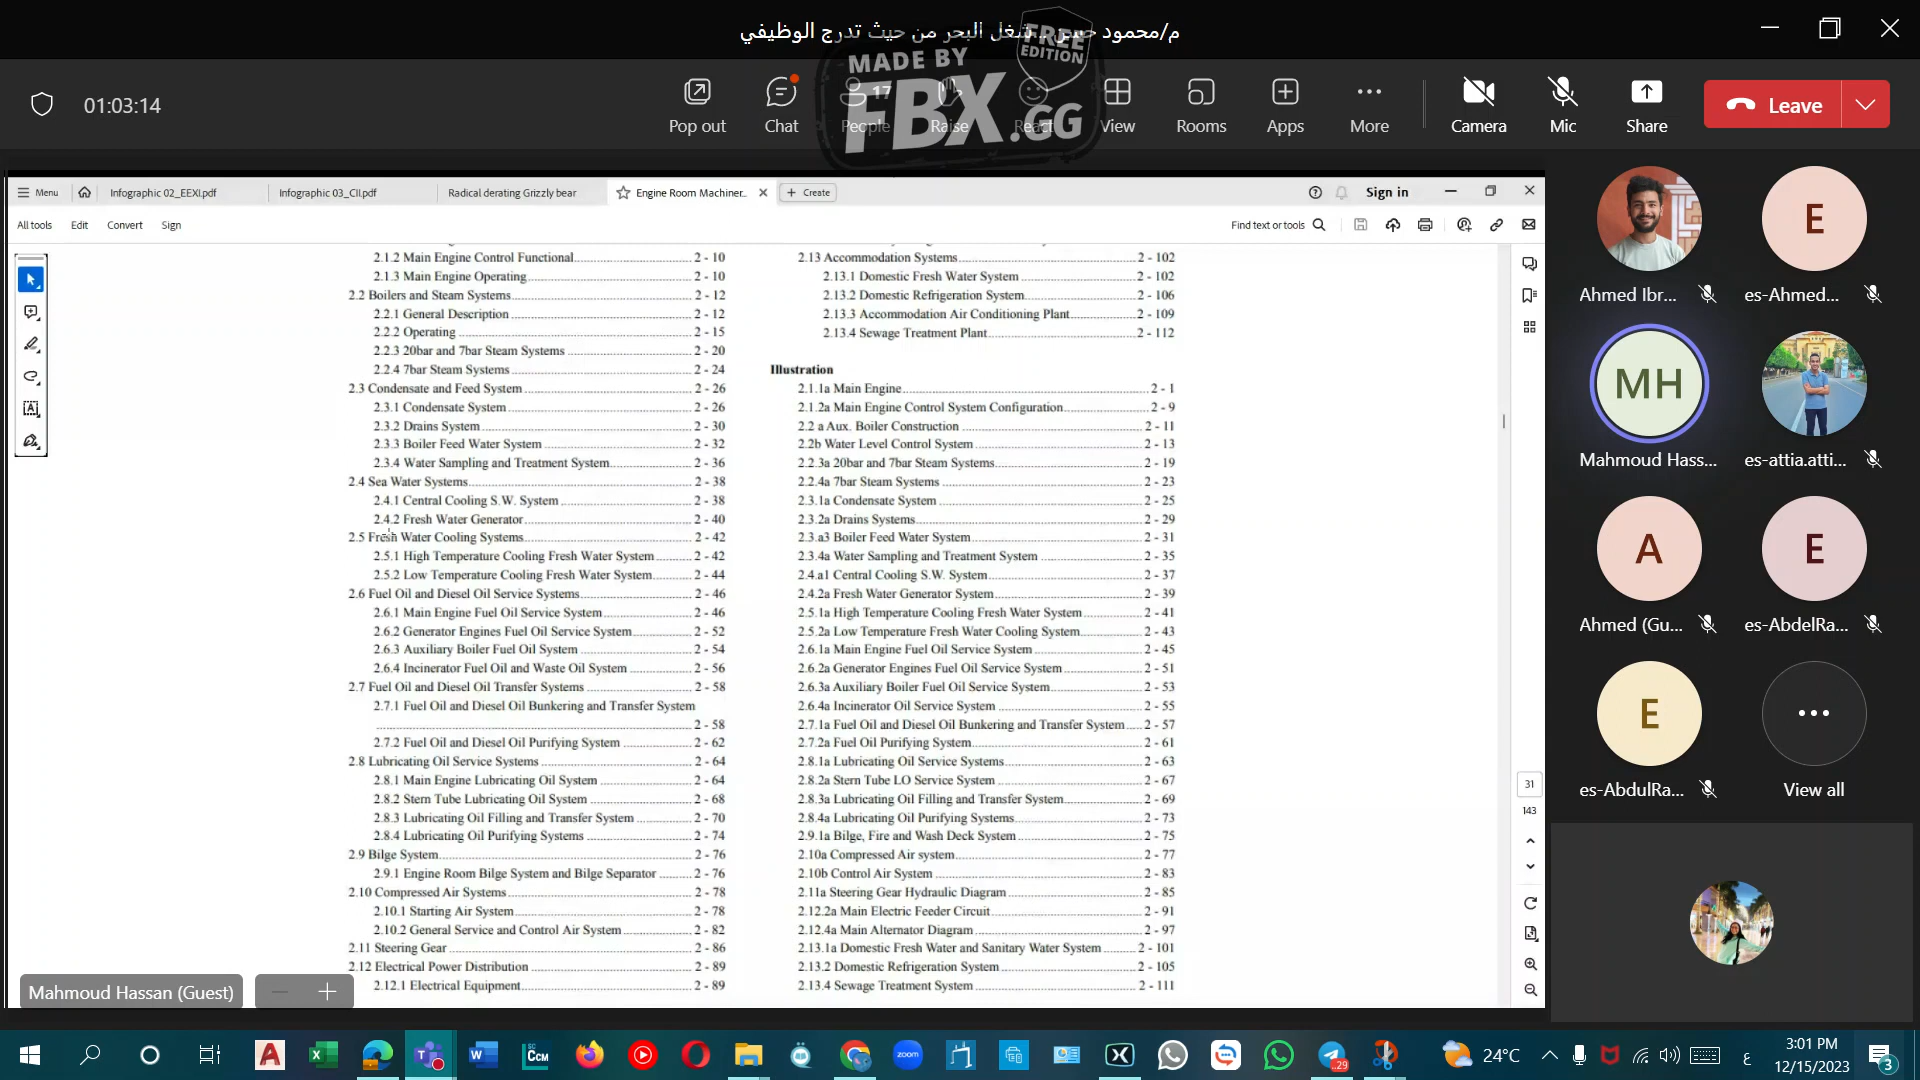 م/محمود حسن ... شغل البحر من حيث تدرج الوظيفي
MADE BY
FBX.GG
FREE
EDITION
01:03:14
Pop out
Chat
People
17
Raise
React
View
Rooms
Apps
More
Camera
Mic
Share
Leave
Menu
Infographic 02_EEXI.pdf
Infographic 03_CII.pdf
Radical derating Grizzly bear
Engine Room Machiner...
Create
Sign in
All tools
Edit
Convert
Sign
Find text or tools
2.1.2 Main Engine Control Functional 2 - 10
2.1.3 Main Engine Operating 2 - 10
2.2 Boilers and Steam Systems 2 - 12
2.2.1 General Description 2 - 12
2.2.2 Operating 2 - 15
2.2.3 20bar and 7bar Steam Systems 2 - 20
2.2.4 7bar Steam Systems 2 - 24
2.3 Condensate and Feed System 2 - 26
2.3.1 Condensate System 2 - 26
2.3.2 Drains System 2 - 30
2.3.3 Boiler Feed Water System 2 - 32
2.3.4 Water Sampling and Treatment System 2 - 36
2.4 Sea Water Systems 2 - 38
2.4.1 Central Cooling S.W. System 2 - 38
2.4.2 Fresh Water Generator 2 - 40
2.5 Fresh Water Cooling Systems 2 - 42
2.5.1 High Temperature Cooling Fresh Water System 2 - 42
2.5.2 Low Temperature Cooling Fresh Water System 2 - 44
2.6 Fuel Oil and Diesel Oil Service Systems 2 - 46
2.6.1 Main Engine Fuel Oil Service System 2 - 46
2.6.2 Generator Engines Fuel Oil Service System 2 - 52
2.6.3 Auxiliary Boiler Fuel Oil System 2 - 54
2.6.4 Incinerator Fuel Oil and Waste Oil System 2 - 56
2.7 Fuel Oil and Diesel Oil Transfer Systems 2 - 58
2.7.1 Fuel Oil and Diesel Oil Bunkering and Transfer System
2 - 58
2.7.2 Fuel Oil and Diesel Oil Purifying System 2 - 62
2.8 Lubricating Oil Service Systems 2 - 64
2.8.1 Main Engine Lubricating Oil System 2 - 64
2.8.2 Stern Tube Lubricating Oil System 2 - 68
2.8.3 Lubricating Oil Filling and Transfer System 2 - 70
2.8.4 Lubricating Oil Purifying Systems 2 - 74
2.9 Bilge System 2 - 76
2.9.1 Engine Room Bilge System and Bilge Separator 2 - 76
2.10 Compressed Air Systems 2 - 78
2.10.1 Starting Air System 2 - 78
2.10.2 General Service and Control Air System 2 - 82
2.11 Steering Gear 2 - 86
2.12 Electrical Power Distribution 2 - 89
2.12.1 Electrical Equipment 2 - 89
2.13 Accommodation Systems 2 - 102
2.13.1 Domestic Fresh Water System 2 - 102
2.13.2 Domestic Refrigeration System 2 - 106
2.13.3 Accommodation Air Conditioning Plant 2 - 109
2.13.4 Sewage Treatment Plant 2 - 112
Illustration
2.1.1a Main Engine 2 - 1
2.1.2a Main Engine Control System Configuration 2 - 9
2.2 a Aux. Boiler Construction 2 - 11
2.2b Water Level Control System 2 - 13
2.2.3a 20bar and 7bar Steam Systems 2 - 19
2.2.4a 7bar Steam Systems 2 - 23
2.3.1a Condensate System 2 - 25
2.3.2a Drains Systems 2 - 29
2.3.a3 Boiler Feed Water System 2 - 31
2.3.4a Water Sampling and Treatment System 2 - 35
2.4.a1 Central Cooling S.W. System 2 - 37
2.4.2a Fresh Water Generator System 2 - 39
2.5.1a High Temperature Cooling Fresh Water System 2 - 41
2.5.2a Low Temperature Fresh Water Cooling System 2 - 43
2.6.1a Main Engine Fuel Oil Service System 2 - 45
2.6.2a Generator Engines Fuel Oil Service System 2 - 51
2.6.3a Auxiliary Boiler Fuel Oil Service System 2 - 53
2.6.4a Incinerator Oil Service System 2 - 55
2.7.1a Fuel Oil and Diesel Oil Bunkering and Transfer System 2 - 57
2.7.2a Fuel Oil Purifying System 2 - 61
2.8.1a Lubricating Oil Service Systems 2 - 63
2.8.2a Stern Tube LO Service System 2 - 67
2.8.3a Lubricating Oil Filling and Transfer System 2 - 69
2.8.4a Lubricating Oil Purifying Systems 2 - 73
2.9.1a Bilge, Fire and Wash Deck System 2 - 75
2.10a Compressed Air system 2 - 77
2.10b Control Air System 2 - 83
2.11a Steering Gear Hydraulic Diagram 2 - 85
2.12.2a Main Electric Feeder Circuit 2 - 91
2.12.4a Main Alternator Diagram 2 - 97
2.13.1a Domestic Fresh Water and Sanitary Water System 2 - 101
2.13.2 Domestic Refrigeration System 2 - 105
2.13.4 Sewage Treatment System 2 - 111
31
143
Mahmoud Hassan (Guest)
Ahmed Ibr...
es-Ahmed...
MH
Mahmoud Hass...
es-attia.atti...
A
Ahmed (Gu...
E
es-AbdelRa...
E
es-AbdulRa...
View all
E
24°C
ع
3:01 PM
12/15/2023
3
zoom
SC
CCM
..29